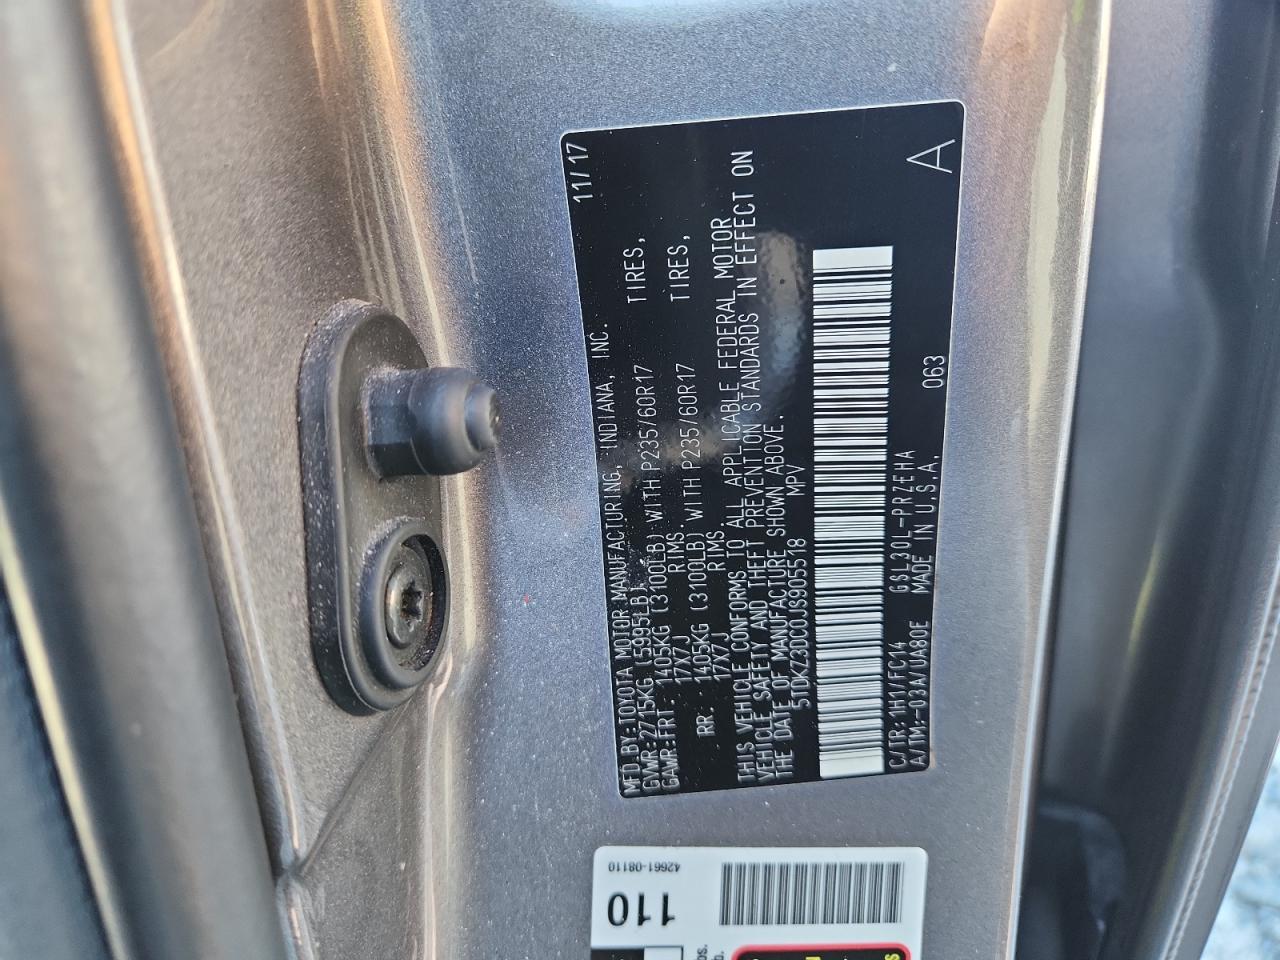 MFD.BY:TOYOTA MOTOR MANUFACTURING, INDIANA, INC. 11/17
GVWR:2715KG (5995LB)
GAWR:FRT. 1405KG (3100LB) WITH P235/60R17 TIRES,
17X7J RIMS.
RR. 1405KG (3100LB) WITH P235/60R17 TIRES,
17X7J RIMS.
THIS VEHICLE CONFORMS TO ALL APPLICABLE FEDERAL MOTOR
VEHICLE SAFETY AND THEFT PREVENTION STANDARDS IN EFFECT ON
THE DATE OF MANUFACTURE SHOWN ABOVE.
5TDKZ3DC0JS905518 MPV
C/TR:1H1/FC14 GSL30L-PRZEHA 063
A/TM:-03A/UA80E MADE IN U.S.A.
A
42661-08110
110